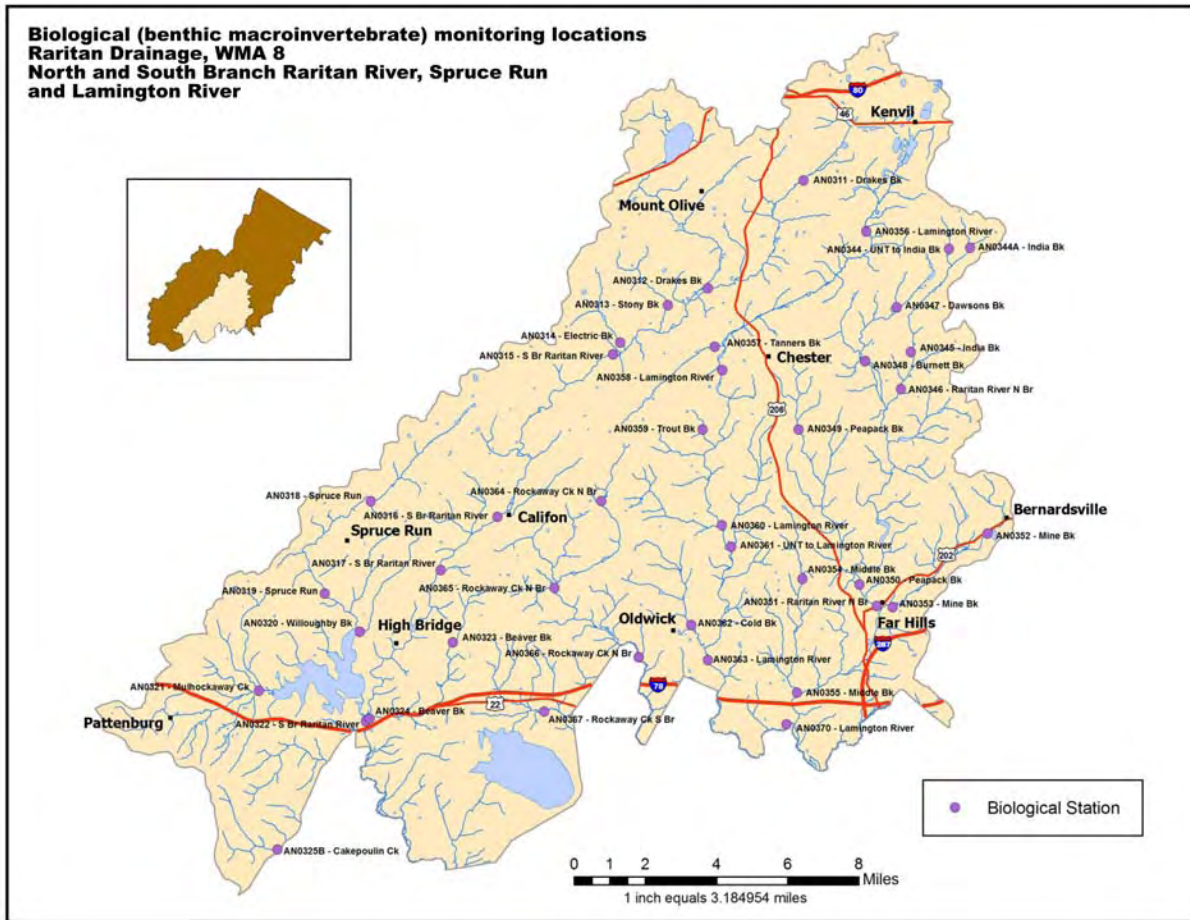 Biological (benthic macroinvertebrate) monitoring locations
Raritan Drainage, WMA 8
North and South Branch Raritan River, Spruce Run
and Lamington River
80
46
Kenvil
AN0311 - Drakes Bk
Mount Olive
AN0356 - Lamington River
AN0344 - UNT to India Bk
AN0344A - India Bk
AN0312 - Drakes Bk
AN0313 - Stony Bk
AN0347 - Dawsons Bk
AN0314 - Electric Bk
AN0315 - S Br Raritan River
AN0357 - Tanners Bk
Chester
AN0345 - India Bk
AN0348 - Burnett Bk
AN0358 - Lamington River
AN0346 - Raritan River N Br
206
AN0359 - Trout Bk
AN0349 - Peapack Bk
AN0318 - Spruce Run
AN0364 - Rockaway Ck N Br
AN0316 - S Br Raritan River
Califon
Bernardsville
AN0360 - Lamington River
AN0352 - Mine Bk
Spruce Run
AN0361 - UNT to Lamington River
202
AN0317 - S Br Raritan River
AN0354 - Middle Bk
AN0350 - Peapack Bk
AN0319 - Spruce Run
AN0365 - Rockaway Ck N Br
AN0351 - Raritan River N Br
AN0353 - Mine Bk
AN0320 - Willoughby Bk
High Bridge
AN0323 - Beaver Bk
Oldwick
AN0362 - Cold Bk
Far Hills
287
AN0366 - Rockaway Ck N Br
AN0363 - Lamington River
78
AN0321 - Mulhockaway Ck
AN0355 - Middle Bk
22
Pattenburg
AN0322 - S Br Raritan River
AN0324 - Beaver Bk
AN0367 - Rockaway Ck S Br
AN0370 - Lamington River
Biological Station
AN0325B - Cakepoulin Ck
0 1 2 4 6 8
Miles
1 inch equals 3.184954 miles